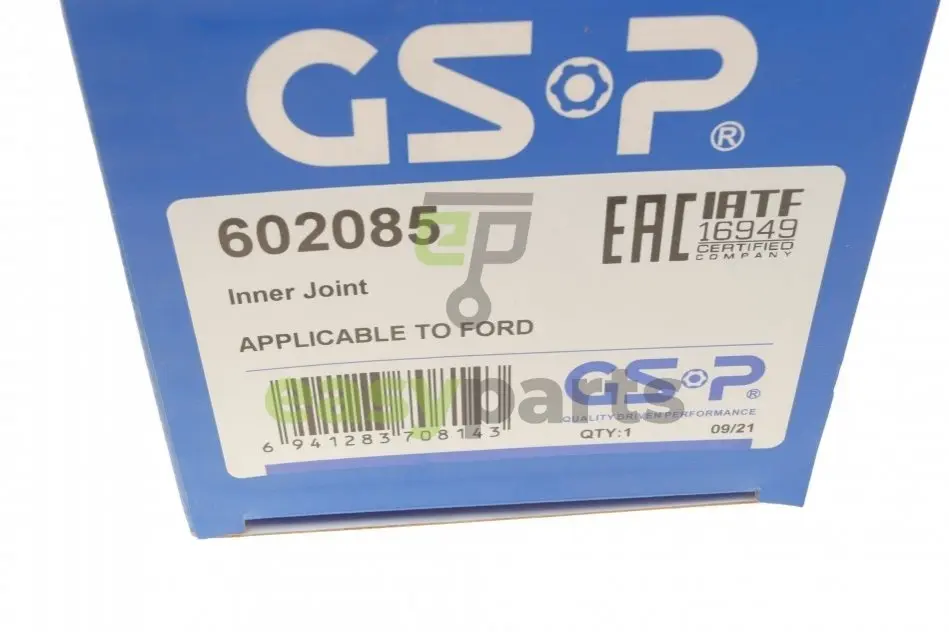 GSP®
602085
EAC IATF
16949
CERTIFIED
COMPANY
ep
Inner Joint
APPLICABLE TO FORD
easyparts
GSP®
QUALITY DRIVEN PERFORMANCE
6 941283 708143
QTY:1 09/21